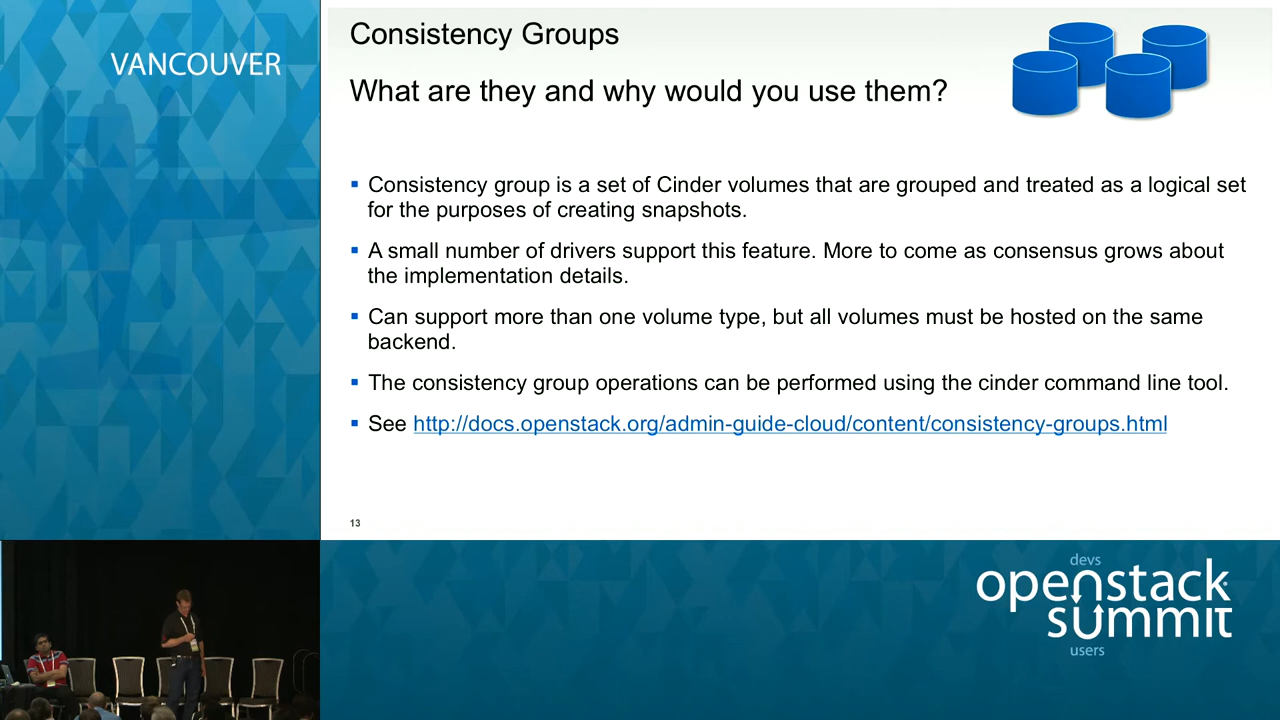 VANCOUVER
Consistency Groups
What are they and why would you use them?
▪ Consistency group is a set of Cinder volumes that are grouped and treated as a logical set
for the purposes of creating snapshots.
▪ A small number of drivers support this feature. More to come as consensus grows about
the implementation details.
▪ Can support more than one volume type, but all volumes must be hosted on the same
backend.
▪ The consistency group operations can be performed using the cinder command line tool.
▪ See http://docs.openstack.org/admin-guide-cloud/content/consistency-groups.html
13
devs
openstack
summit
users